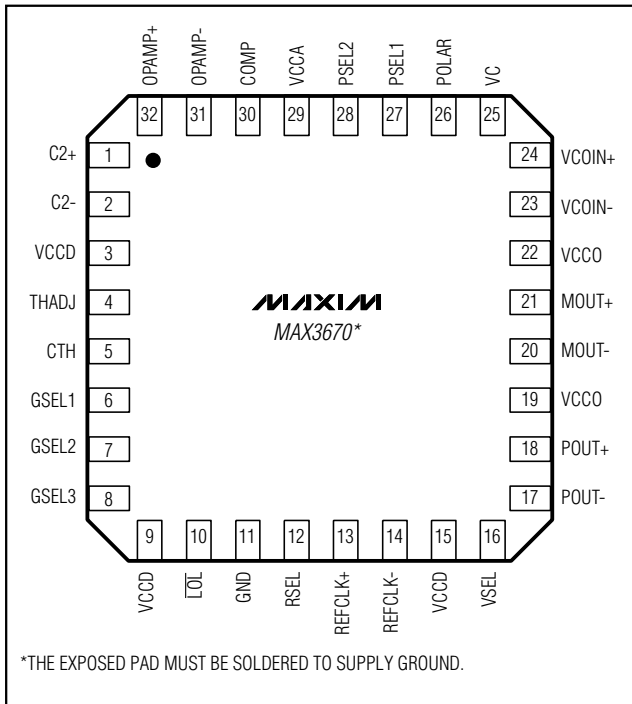 OPAMP+
OPAMP-
COMP
VCCA
PSEL2
PSEL1
POLAR
VC
32
31
30
29
28
27
26
25
C2+ 1
C2- 2
VCCD 3
THADJ 4
CTH 5
GSEL1 6
GSEL2 7
GSEL3 8
MAXIM
MAX3670*
24 VCOIN+
23 VCOIN-
22 VCCO
21 MOUT+
20 MOUT-
19 VCCO
18 POUT+
17 POUT-
9
10
11
12
13
14
15
16
VCCD
LOL
GND
RSEL
REFCLK+
REFCLK-
VCCD
VSEL
*THE EXPOSED PAD MUST BE SOLDERED TO SUPPLY GROUND.